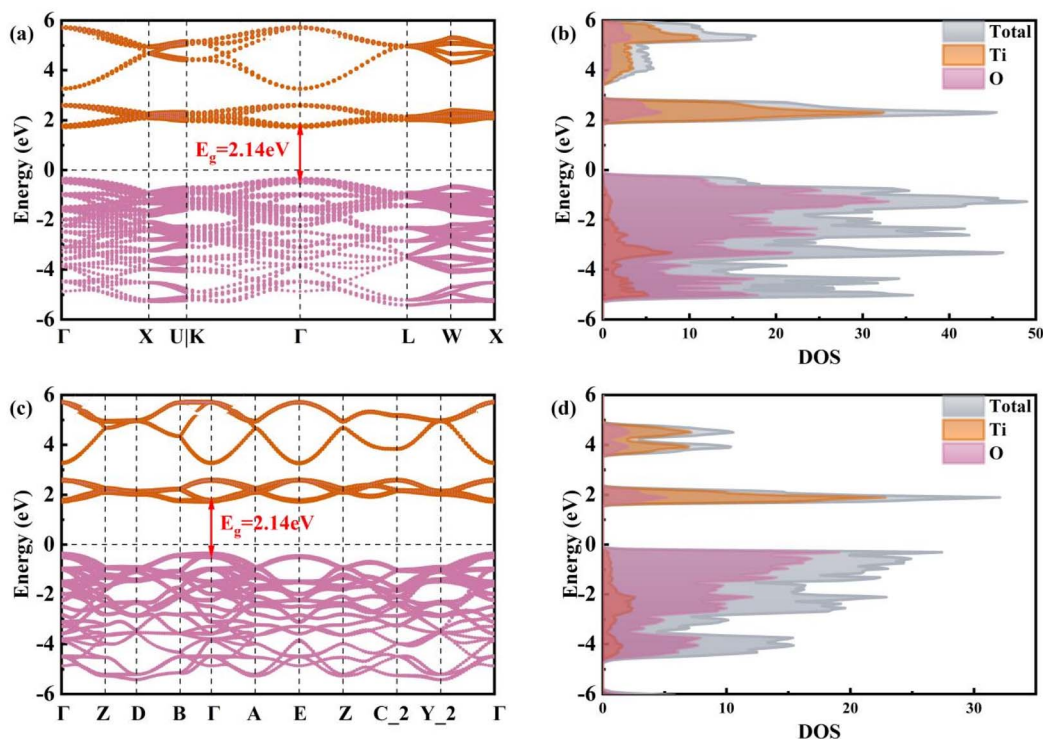 (a)
6
4
2
0
-2
-4
-6
Energy (eV)
E_g=2.14eV
Γ X U|K Γ L W X
(b)
6
4
2
0
-2
-4
-6
Energy (eV)
Total
Ti
O
0 10 20 30 40 50
DOS
(c)
6
4
2
0
-2
-4
-6
Energy (eV)
E_g=2.14eV
Γ Z D B Γ A E Z C_2 Y_2 Γ
(d)
6
4
2
0
-2
-4
-6
Energy (eV)
Total
Ti
O
0 10 20 30
DOS